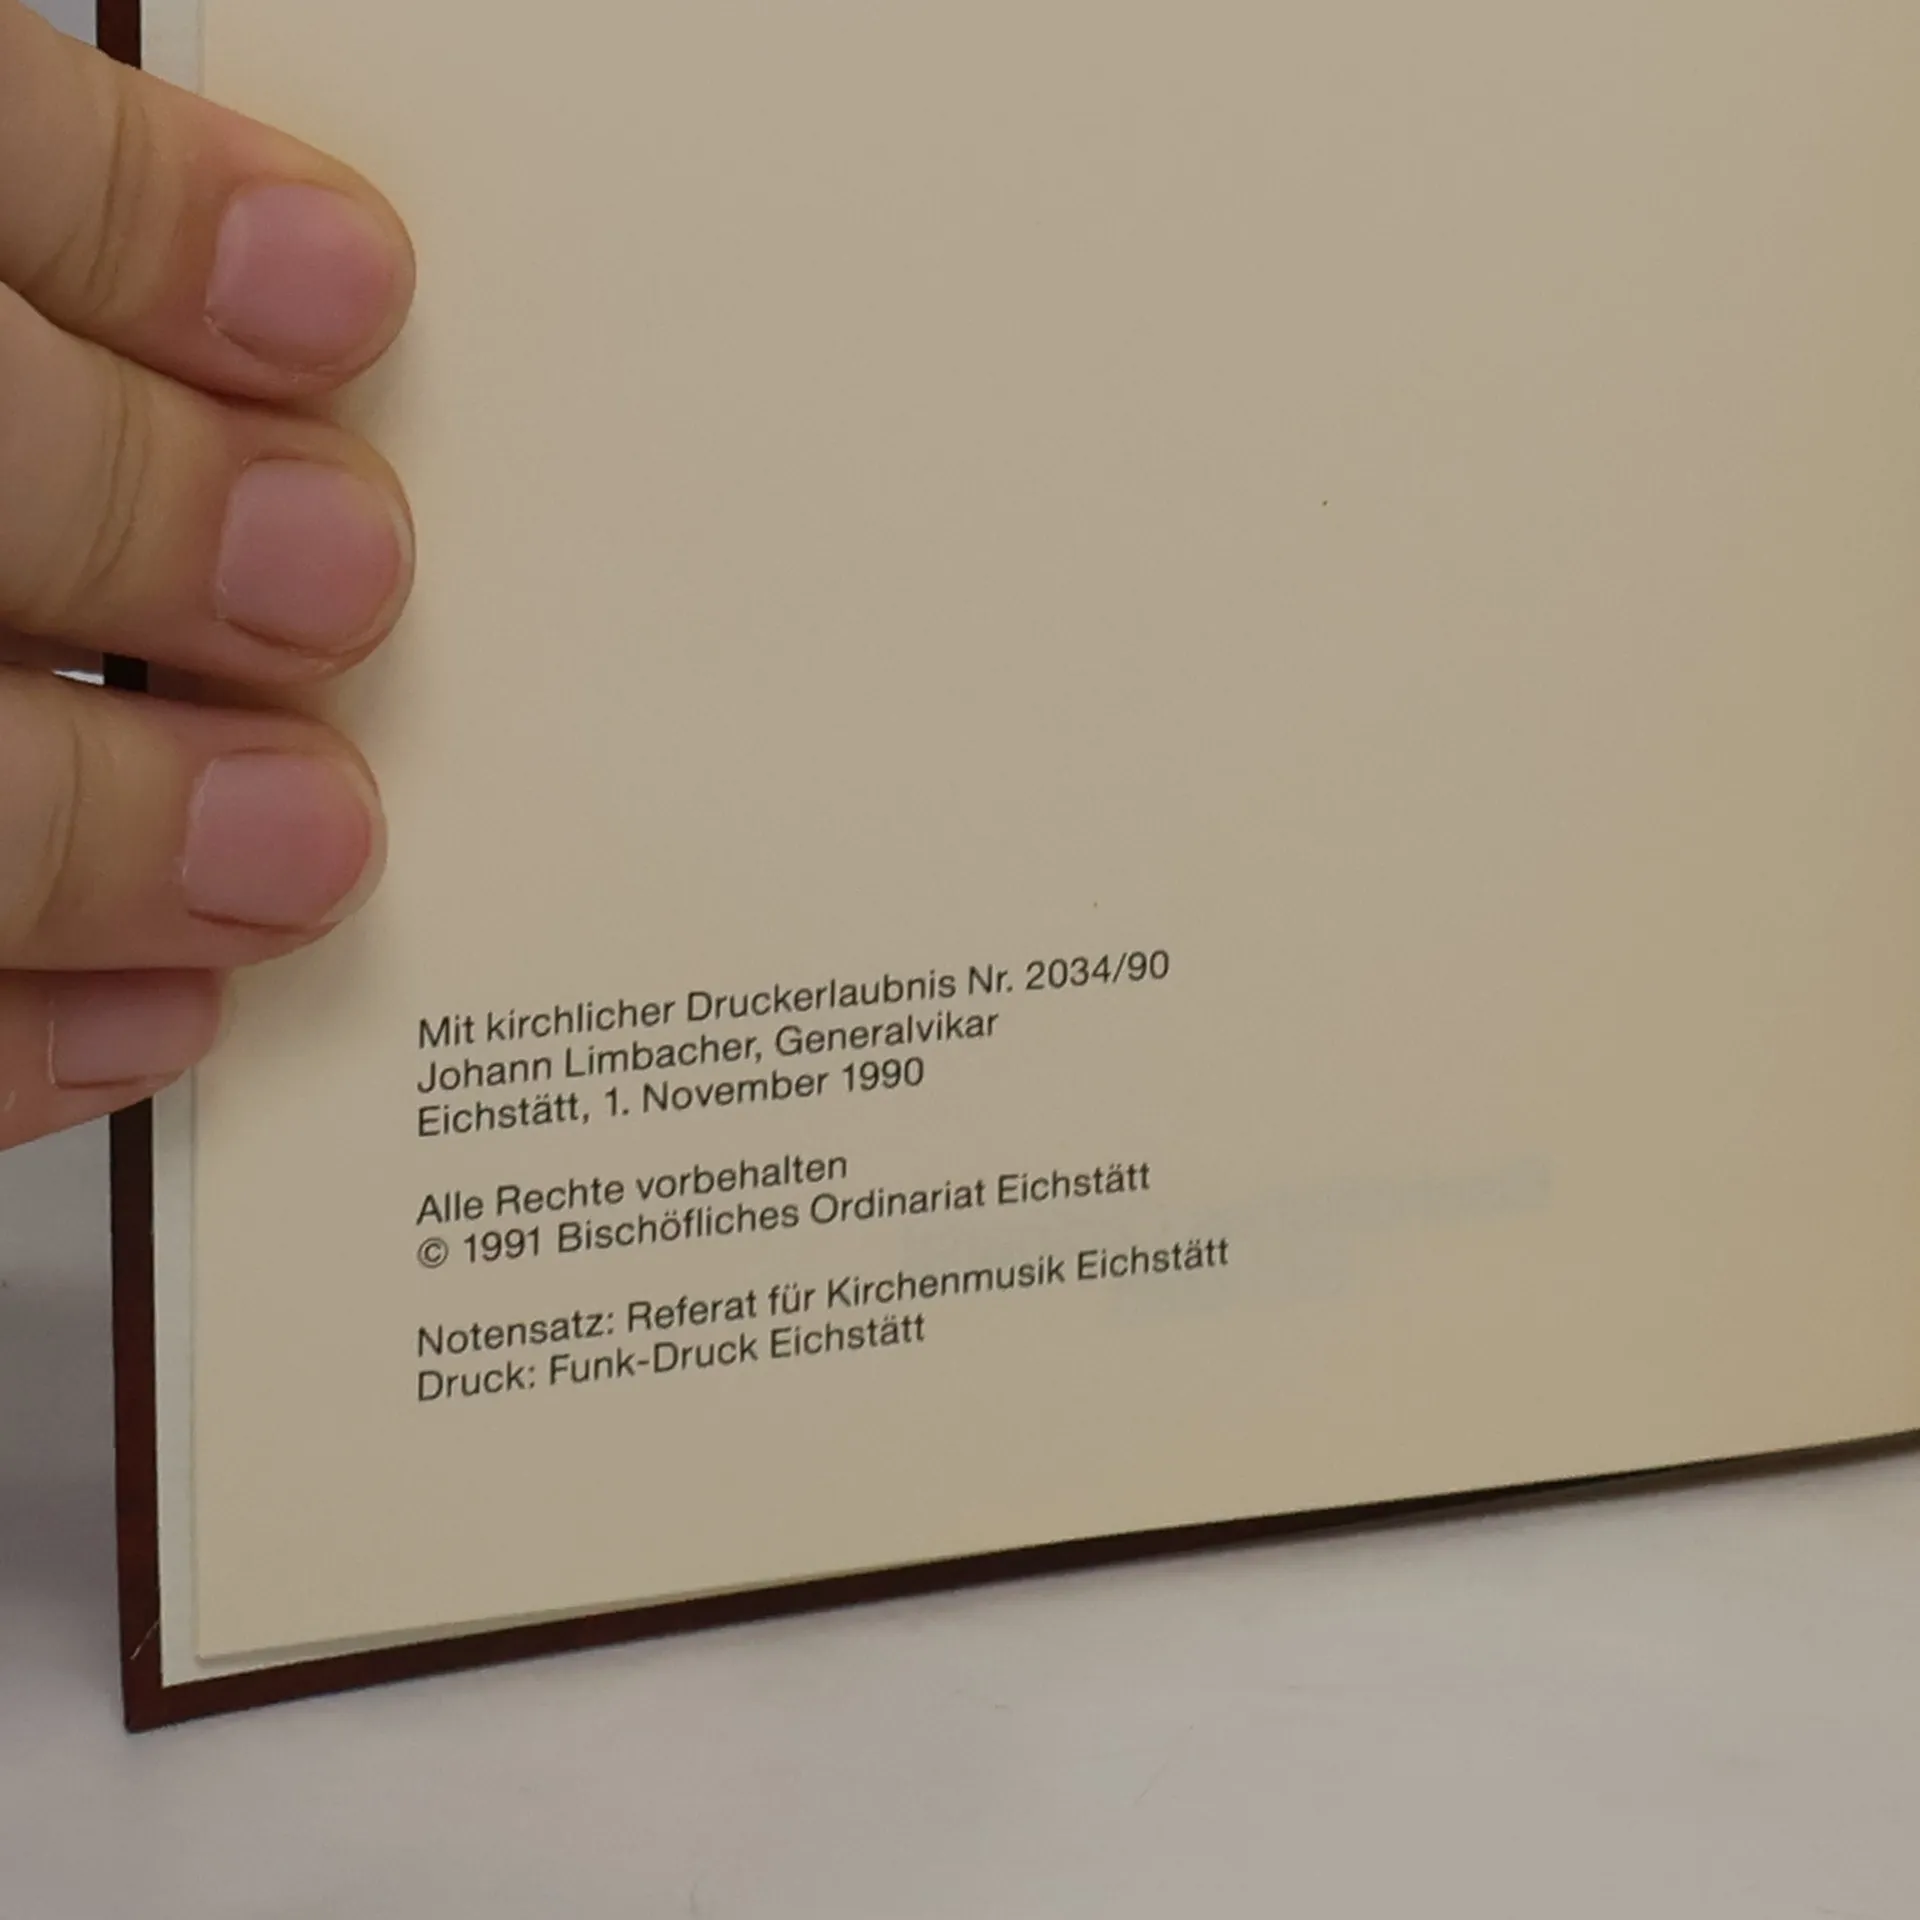 Mit kirchlicher Druckerlaubnis Nr. 2034/90
Johann Limbacher, Generalvikar
Eichstätt, 1. November 1990
Alle Rechte vorbehalten
© 1991 Bischöfliches Ordinariat Eichstätt
Notensatz: Referat für Kirchenmusik Eichstätt
Druck: Funk-Druck Eichstätt